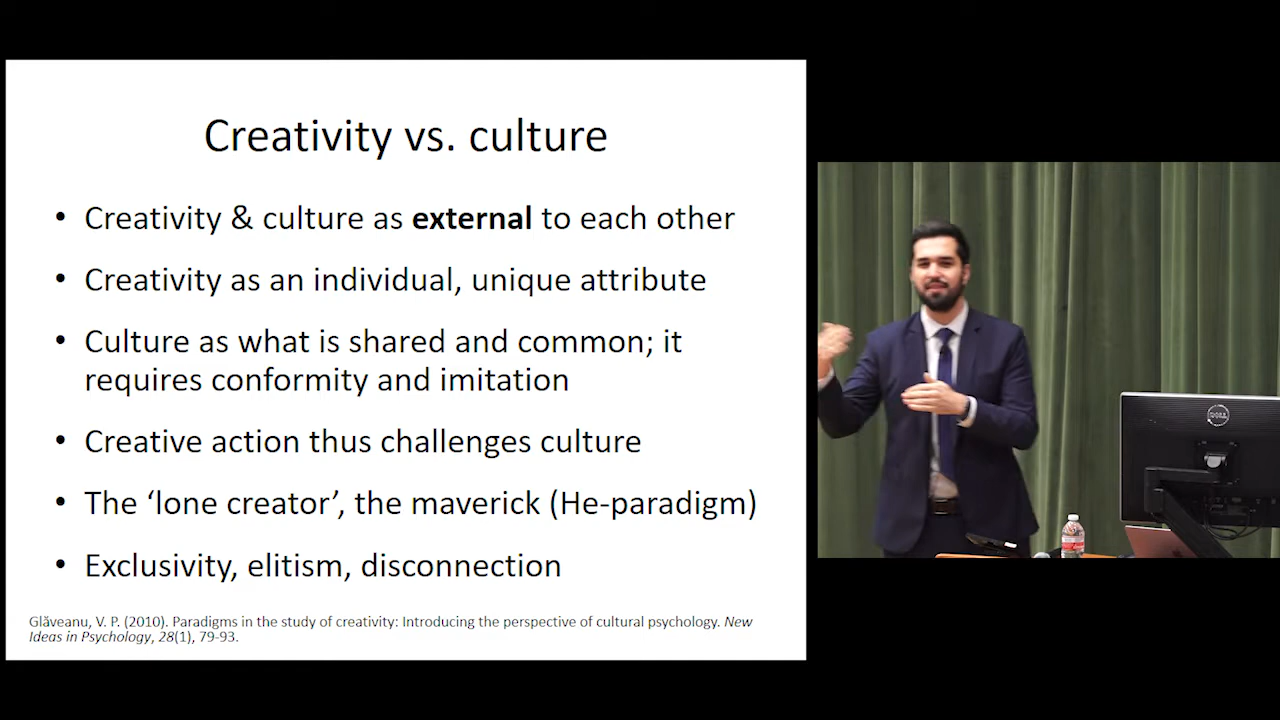 Creativity vs. culture
• Creativity & culture as external to each other
• Creativity as an individual, unique attribute
• Culture as what is shared and common; it
requires conformity and imitation
• Creative action thus challenges culture
• The ‘lone creator’, the maverick (He-paradigm)
• Exclusivity, elitism, disconnection
Glăveanu, V. P. (2010). Paradigms in the study of creativity: Introducing the perspective of cultural psychology. New
Ideas in Psychology, 28(1), 79-93.
DELL